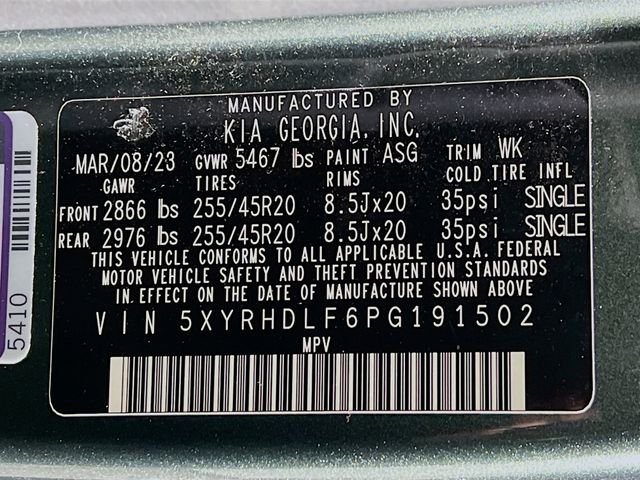 MANUFACTURED BY
KIA GEORGIA, INC.
MAR/08/23 GVWR 5467 lbs PAINT ASG TRIM WK
GAWR TIRES RIMS COLD TIRE INFL
FRONT 2866 lbs 255/45R20 8.5Jx20 35psi SINGLE
REAR 2976 lbs 255/45R20 8.5Jx20 35psi SINGLE
THIS VEHICLE CONFORMS TO ALL APPLICABLE U.S.A. FEDERAL
MOTOR VEHICLE SAFETY AND THEFT PREVENTION STANDARDS
IN EFFECT ON THE DATE OF MANUFACTURE SHOWN ABOVE
VIN 5XYRHDLF6PG191502
MPV
5410